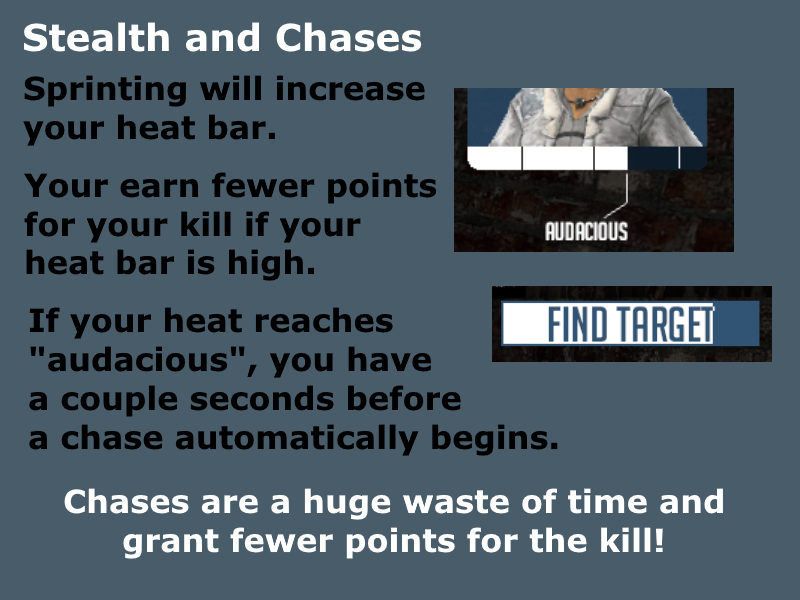 Stealth and Chases
Sprinting will increase
your heat bar.
Your earn fewer points
for your kill if your
heat bar is high.
AUDACIOUS
FIND TARGET
If your heat reaches
"audacious", you have
a couple seconds before
a chase automatically begins.
Chases are a huge waste of time and
grant fewer points for the kill!